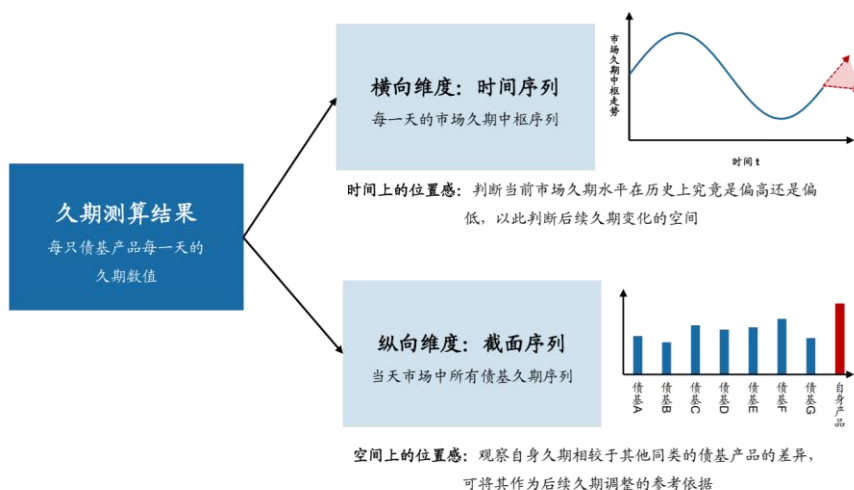 久期测算结果
每只债基产品每一天的
久期数值
横向维度：时间序列
每一天的市场久期中枢序列
市场久期中枢走势
时间 t
时间上的位置感：判断当前市场久期水平在历史上究竟是偏高还是偏
低，以此判断后续久期变化的空间
纵向维度：截面序列
当天市场中所有债基久期序列
债基A
债基B
债基C
债基D
债基E
债基F
债基G
自身产品
空间上的位置感：观察自身久期相较于其他同类的债基产品的差异，
可将其作为后续久期调整的参考依据